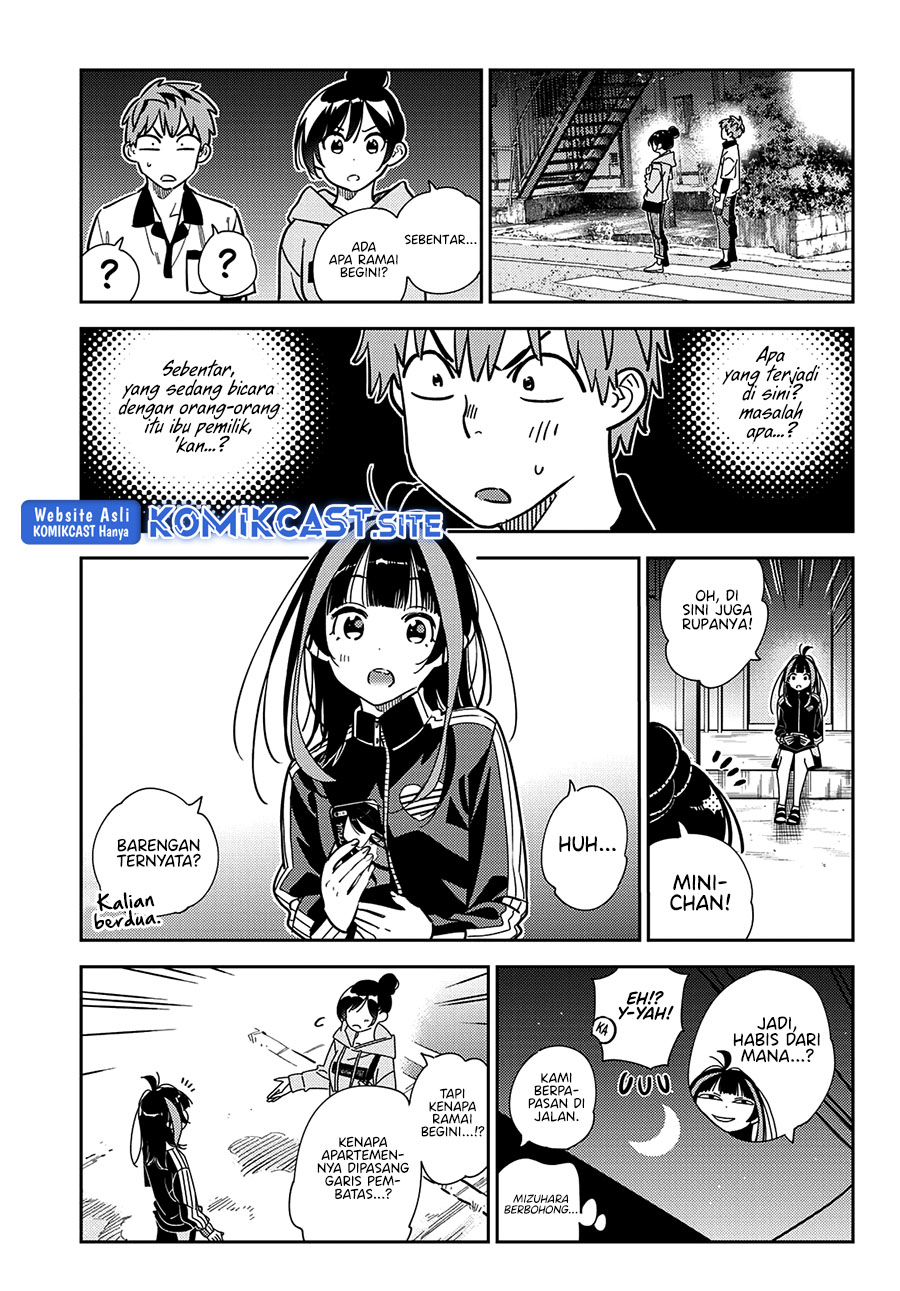 SEBENTAR...
ADA
APA RAMAI
BEGINI?
?
?
Apa
yang terjadi
di sini?
masalah
apa...?
Sebentar,
yang sedang bicara
dengan orang-orang
itu ibu pemilik,
'kan...?
Website Asli
KOMIKCAST Hanya
KOMIKCAST.SITE
OH, DI
SINI JUGA
RUPANYA!
MINI-
CHAN!
HUH...
BARENGAN
TERNYATA?
Kalian
berdua.
JADI,
HABIS DARI
MANA...?
EH!?
Y-YAH!
KA
UUU
KAMI
BERPA-
PASAN DI
JALAN.
MIZUHARA
BERBOHONG...
TAPI
KENAPA
RAMAI
BEGINI...!?
KENAPA
APARTEMEN-
NYA DIPASANG
GARIS PEM-
BATAS...?